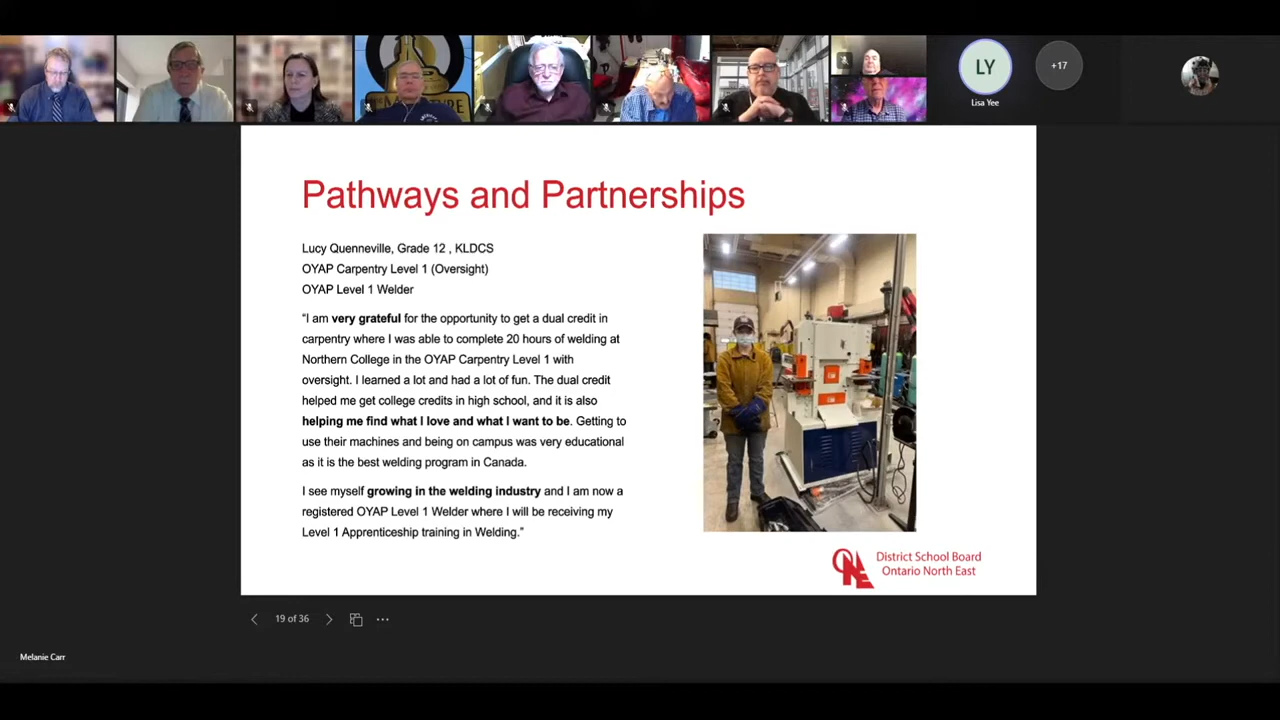 LY
+17
Lisa Yee
Pathways and Partnerships
Lucy Quenneville, Grade 12 , KLDCS
OYAP Carpentry Level 1 (Oversight)
OYAP Level 1 Welder
“I am very grateful for the opportunity to get a dual credit in
carpentry where I was able to complete 20 hours of welding at
Northern College in the OYAP Carpentry Level 1 with
oversight. I learned a lot and had a lot of fun. The dual credit
helped me get college credits in high school, and it is also
helping me find what I love and what I want to be. Getting to
use their machines and being on campus was very educational
as it is the best welding program in Canada.
I see myself growing in the welding industry and I am now a
registered OYAP Level 1 Welder where I will be receiving my
Level 1 Apprenticeship training in Welding.”
ONE
District School Board
Ontario North East
19 of 36
Melanie Carr